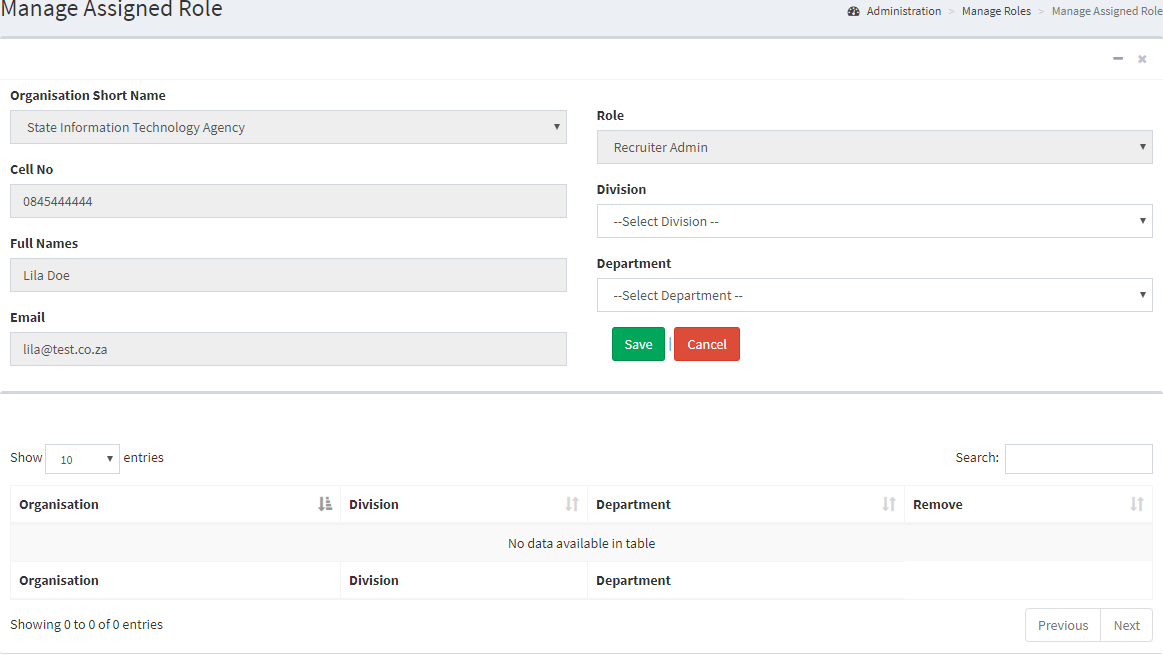 Manage Assigned Role
Administration > Manage Roles > Manage Assigned Role
Organisation Short Name
State Information Technology Agency
Cell No
0845444444
Full Names
Lila Doe
Email
lila@test.co.za
Role
Recruiter Admin
Division
--Select Division --
Department
--Select Department --
Save | Cancel
Show 10 entries
Search:
Organisation Division Department Remove
No data available in table
Organisation Division Department
Showing 0 to 0 of 0 entries
Previous Next